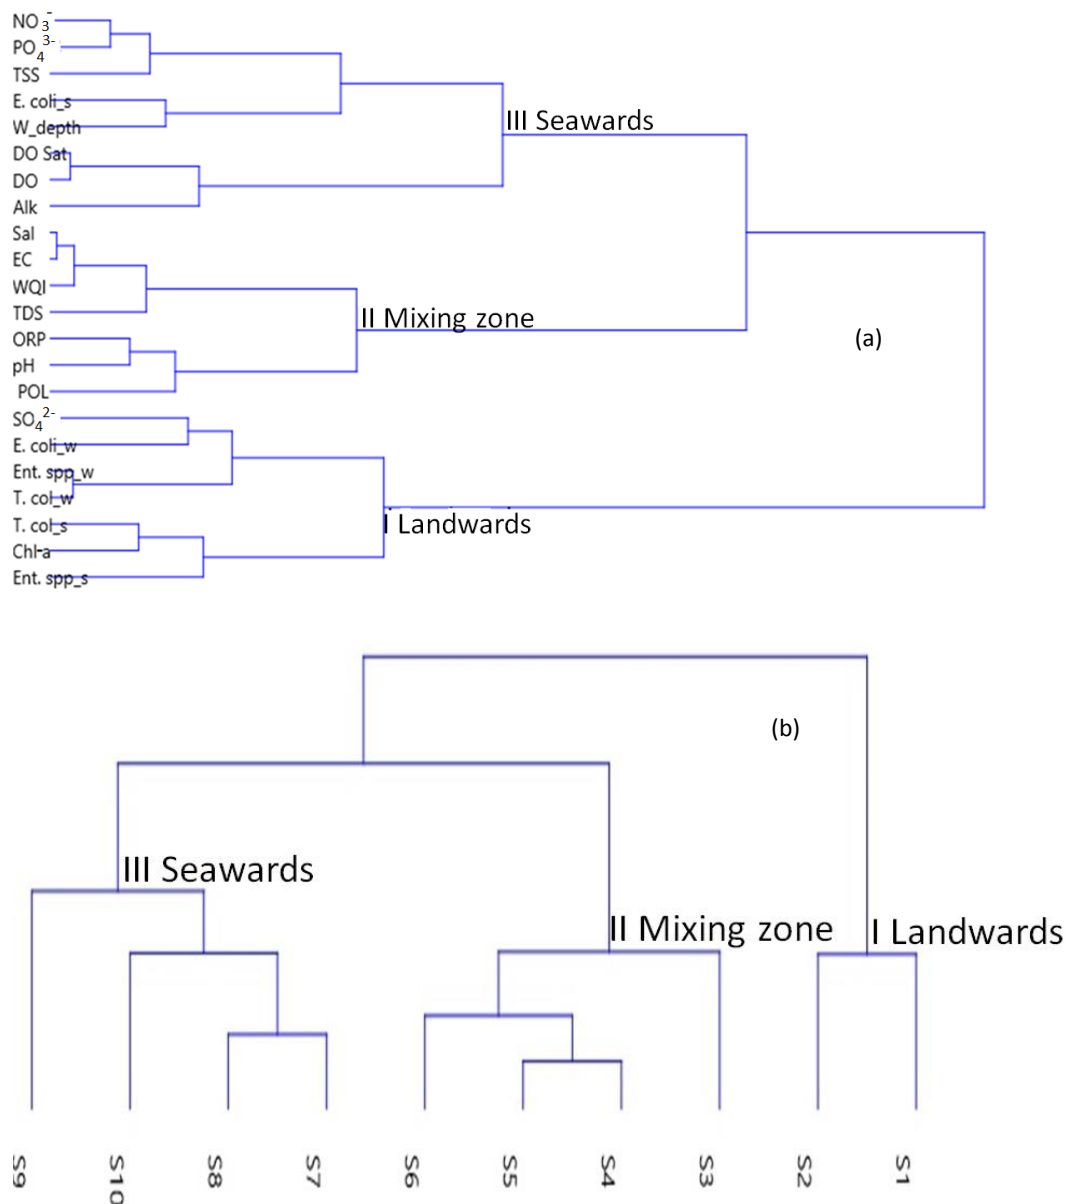 NO₃⁻
PO₄³⁻
TSS
E. coli_s
III Seawards
W_depth
DO Sat
DO
Alk
Sal
EC
WQI
TDS
II Mixing zone
ORP
(a)
pH
POL
SO₄²⁻
E. coli_w
Ent. spp_w
T. col_w
I Landwards
T. col_s
Chl-a
Ent. spp_s
(b)
III Seawards
II Mixing zone
I Landwards
S9 S10 S8 S7 S6 S5 S4 S3 S2 S1